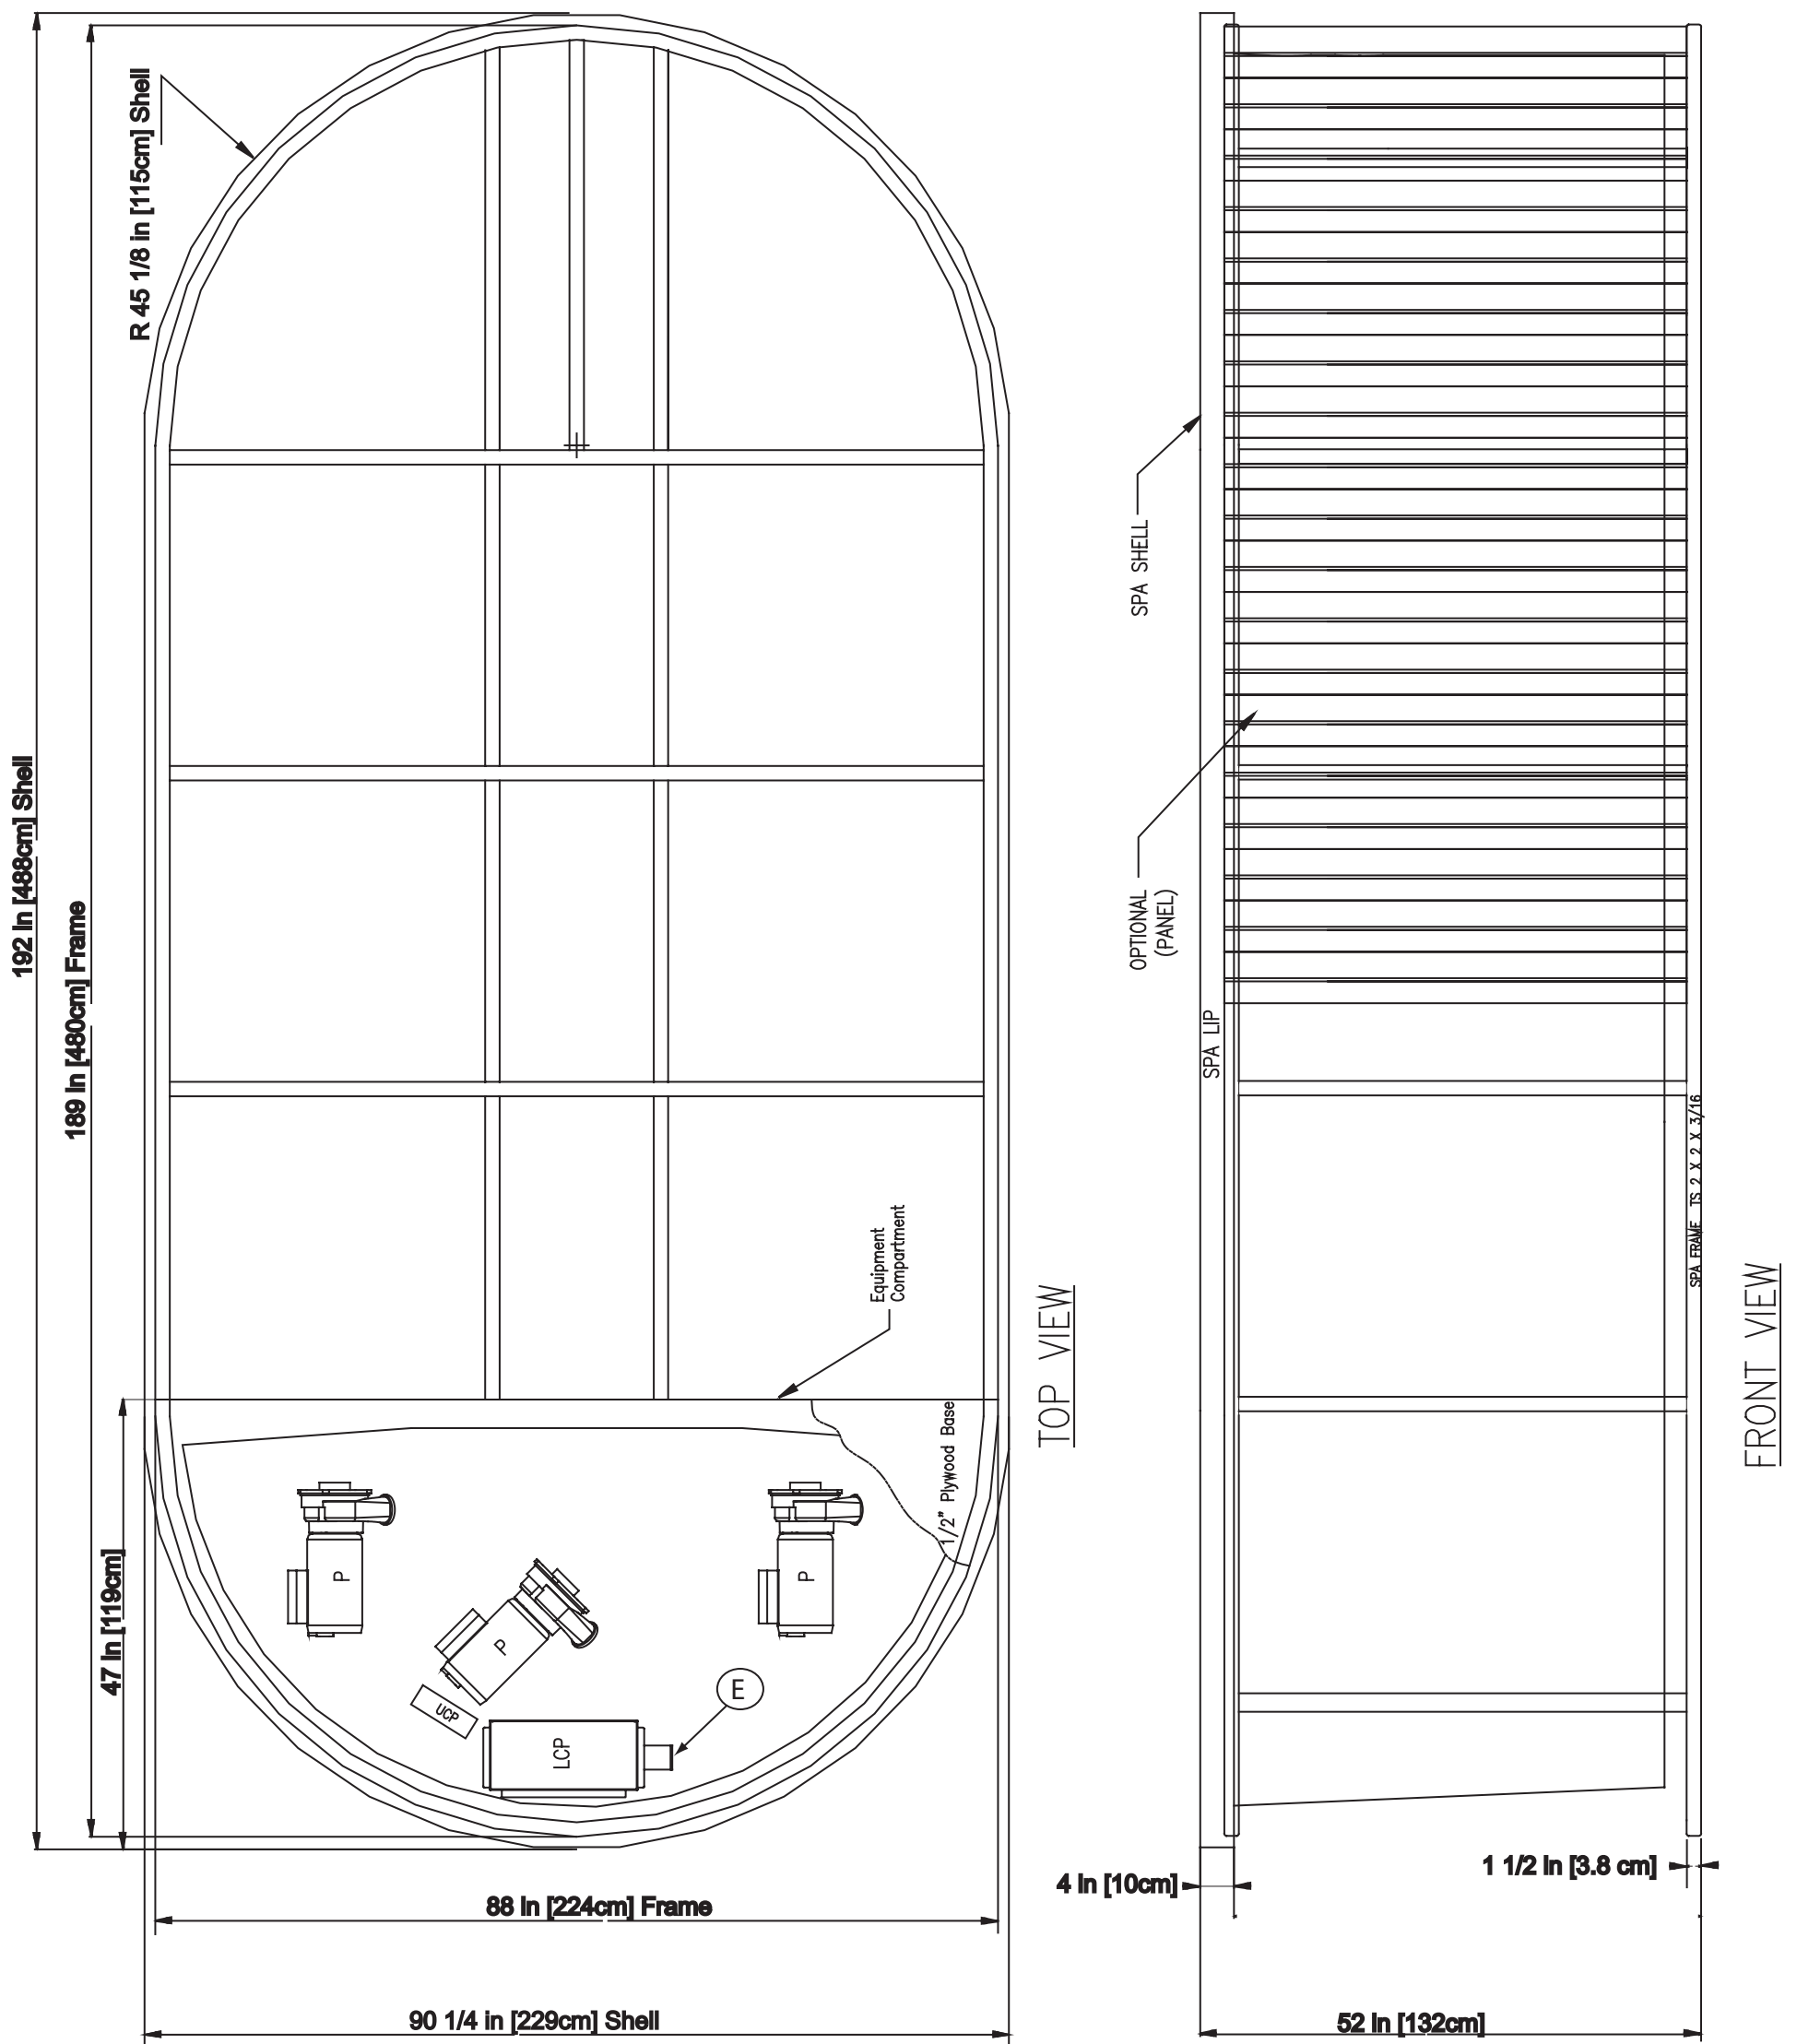 192 in [488cm] Shell
189 in [480cm] Frame
R 45 1/8 in [115cm] Shell
47 in [119cm]
Equipment
Compartment
1/2" Plywood Base
P
P
P
UCP
LCP
E
88 in [224cm] Frame
90 1/4 in [229cm] Shell
TOP VIEW
SPA SHELL
OPTIONAL
(PANEL)
SPA LIP
SPA FRAME TS 2 X 2 X 3/16
4 in [10cm]
1 1/2 in [3.8 cm]
52 in [132cm]
FRONT VIEW